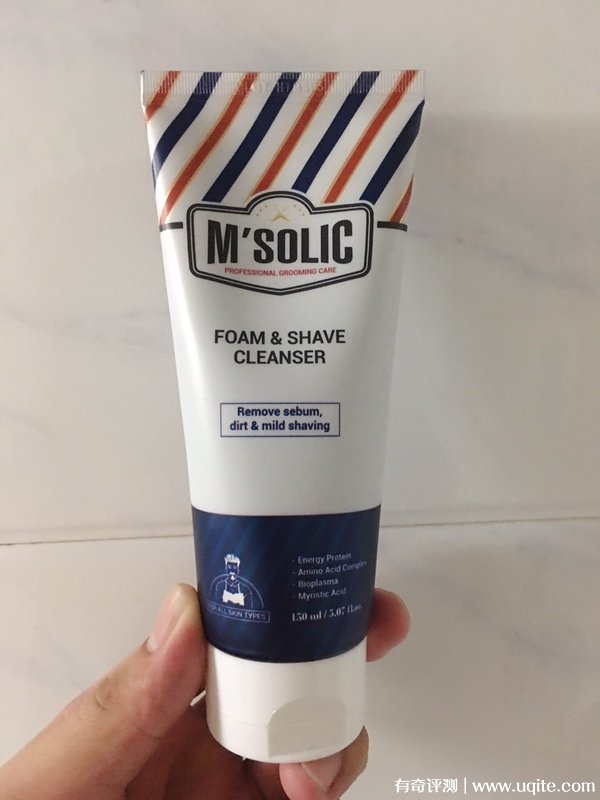 M'SOLIC
PROFESSIONAL GROOMING CARE
FOAM & SHAVE
CLEANSER
Remove sebum,
dirt & mild shaving
- Energy Protein
- Amino Acid Complex
- Bioplasma
- Myristic Acid
FOR ALL SKIN TYPES
150 ml / 5.07 fl.oz.
有奇评测 | www.uqite.com